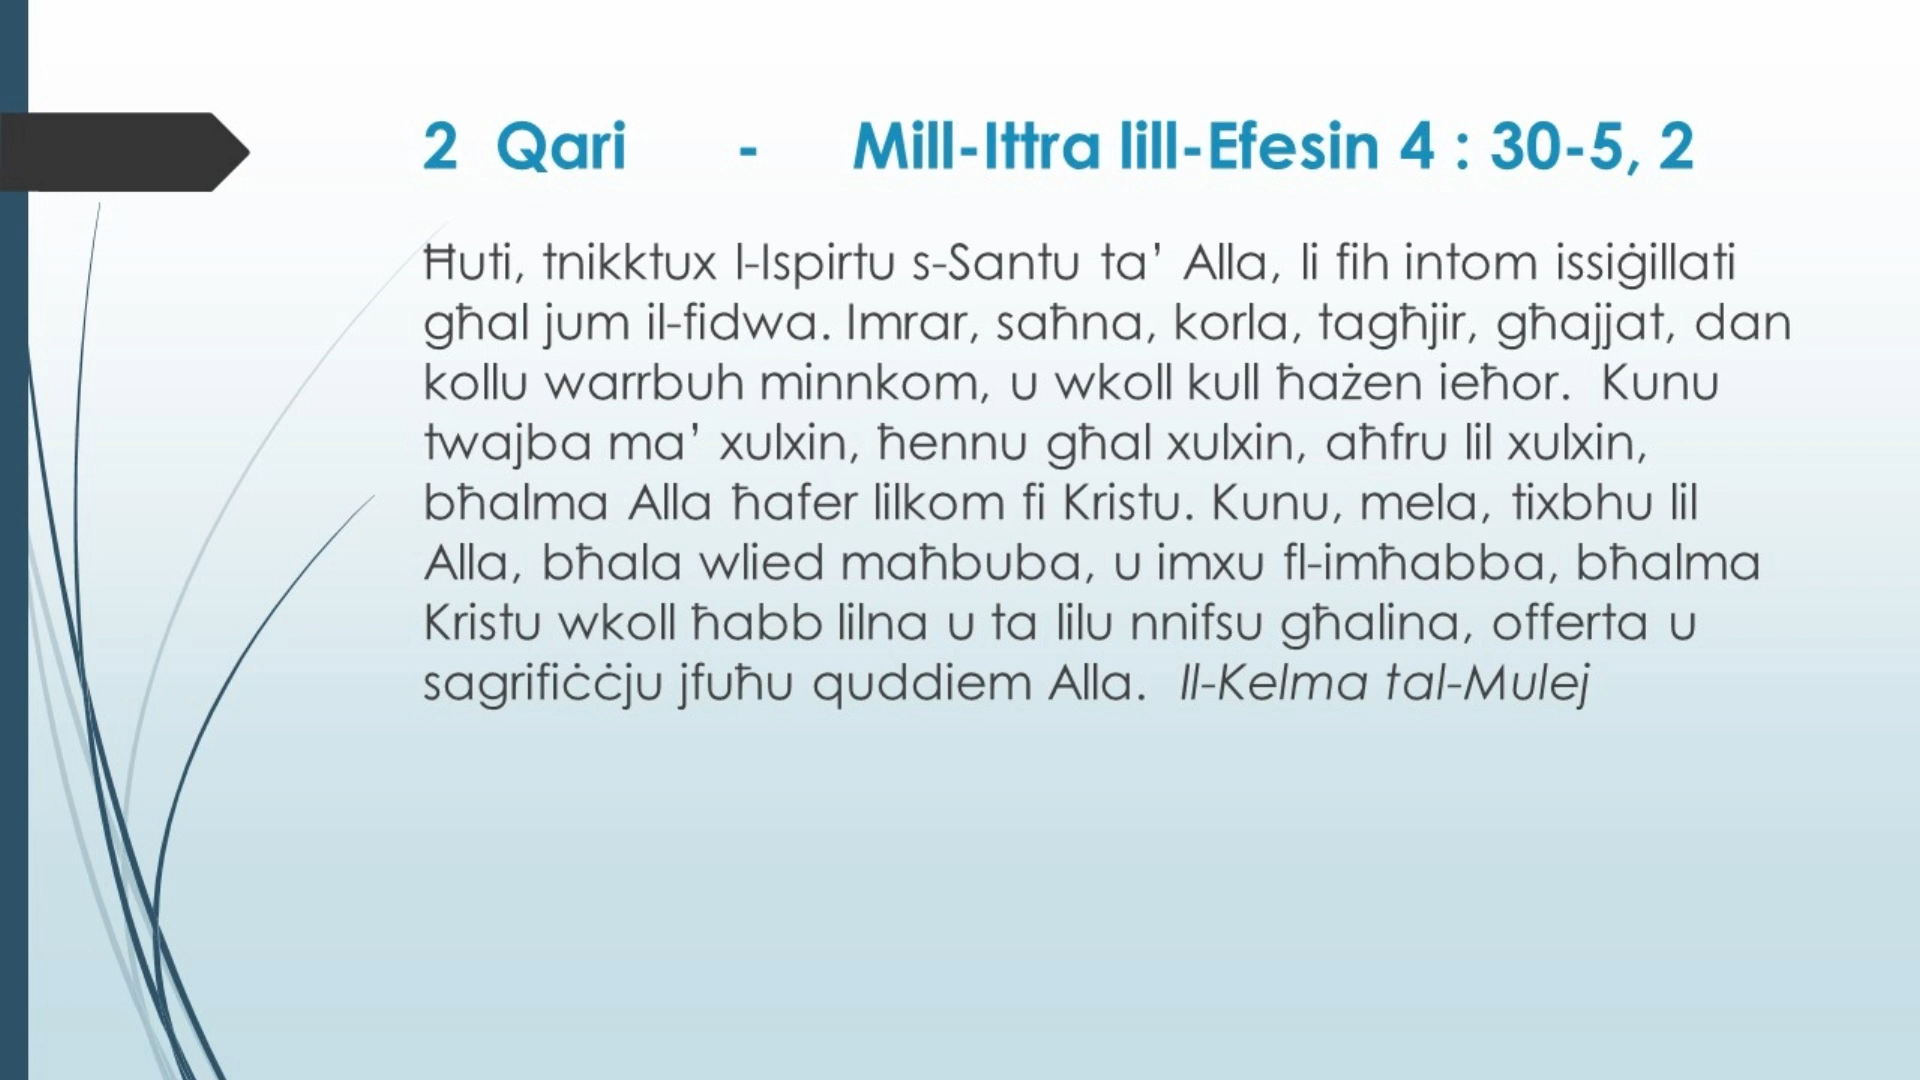 2 Qari - Mill-Ittra lill-Efesin 4 : 30-5, 2
Ħuti, tnikktux l-Ispirtu s-Santu ta’ Alla, li fih intom issiġillati
għal jum il-fidwa. Imrar, saħna, korla, tagħjir, għajjat, dan
kollu warrbuh minnkom, u wkoll kull ħażen ieħor. Kunu
twajba ma’ xulxin, ħennu għal xulxin, aħfru lil xulxin,
bħalma Alla ħafer lilkom fi Kristu. Kunu, mela, tixbhu lil
Alla, bħala wlied maħbuba, u imxu fl-imħabba, bħalma
Kristu wkoll ħabb lilna u ta lilu nnifsu għalina, offerta u
sagrifiċċju jfuħu quddiem Alla. Il-Kelma tal-Mulej